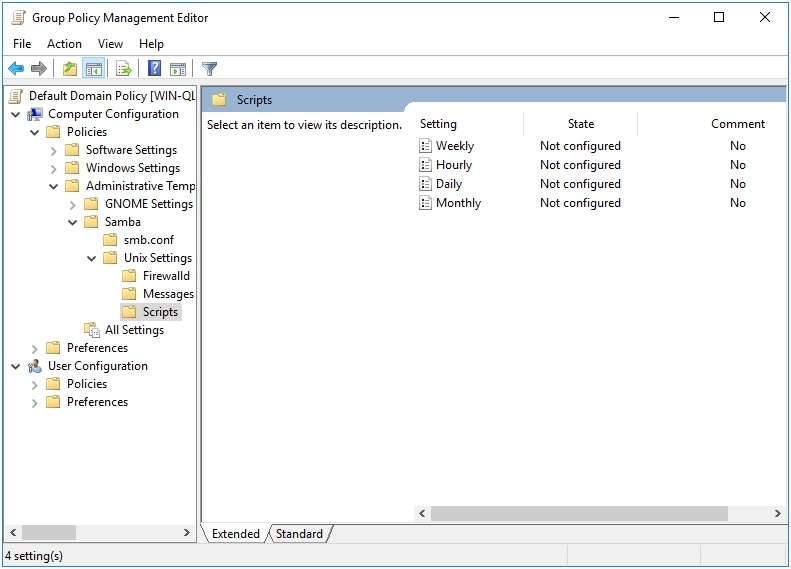 Group Policy Management Editor
File Action View Help
Default Domain Policy [WIN-QL
Computer Configuration
Policies
Software Settings
Windows Settings
Administrative Temp
GNOME Settings
Samba
smb.conf
Unix Settings
Firewalld
Messages
Scripts
All Settings
Preferences
User Configuration
Policies
Preferences
Scripts
Select an item to view its description.
Setting State Comment
Weekly Not configured No
Hourly Not configured No
Daily Not configured No
Monthly Not configured No
Extended Standard
4 setting(s)